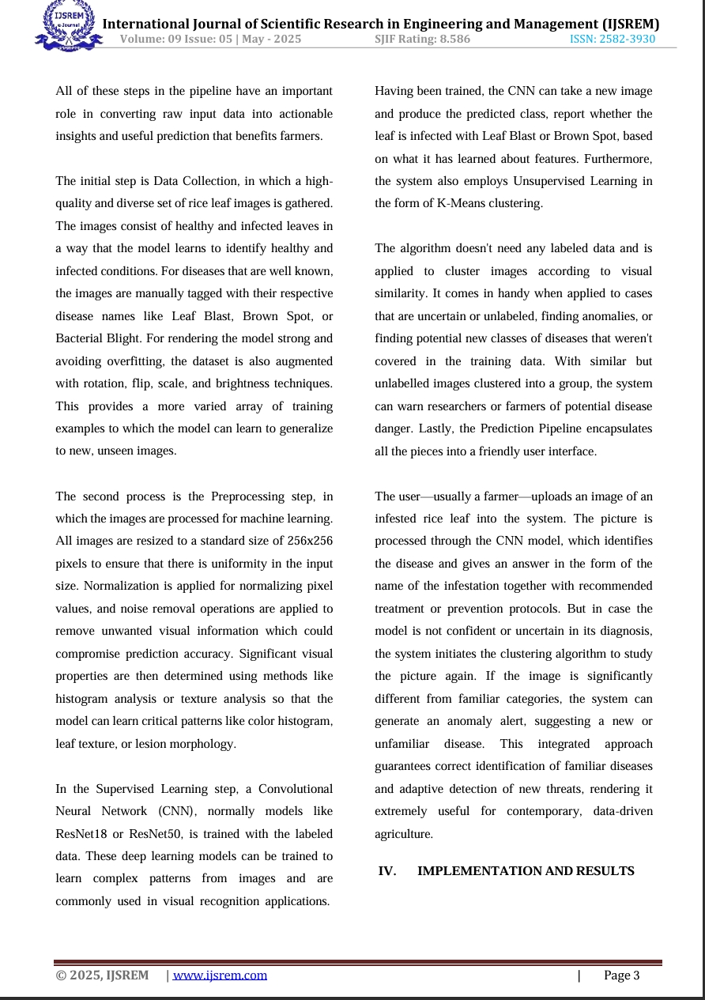 IJSREM
e-Journal
International Journal of Scientific Research in Engineering and Management (IJSREM)
Volume: 09 Issue: 05 | May - 2025 SJIF Rating: 8.586 ISSN: 2582-3930
All of these steps in the pipeline have an important
role in converting raw input data into actionable
insights and useful prediction that benefits farmers.
The initial step is Data Collection, in which a high-
quality and diverse set of rice leaf images is gathered.
The images consist of healthy and infected leaves in
a way that the model learns to identify healthy and
infected conditions. For diseases that are well known,
the images are manually tagged with their respective
disease names like Leaf Blast, Brown Spot, or
Bacterial Blight. For rendering the model strong and
avoiding overfitting, the dataset is also augmented
with rotation, flip, scale, and brightness techniques.
This provides a more varied array of training
examples to which the model can learn to generalize
to new, unseen images.
The second process is the Preprocessing step, in
which the images are processed for machine learning.
All images are resized to a standard size of 256x256
pixels to ensure that there is uniformity in the input
size. Normalization is applied for normalizing pixel
values, and noise removal operations are applied to
remove unwanted visual information which could
compromise prediction accuracy. Significant visual
properties are then determined using methods like
histogram analysis or texture analysis so that the
model can learn critical patterns like color histogram,
leaf texture, or lesion morphology.
In the Supervised Learning step, a Convolutional
Neural Network (CNN), normally models like
ResNet18 or ResNet50, is trained with the labeled
data. These deep learning models can be trained to
learn complex patterns from images and are
commonly used in visual recognition applications.
Having been trained, the CNN can take a new image
and produce the predicted class, report whether the
leaf is infected with Leaf Blast or Brown Spot, based
on what it has learned about features. Furthermore,
the system also employs Unsupervised Learning in
the form of K-Means clustering.
The algorithm doesn't need any labeled data and is
applied to cluster images according to visual
similarity. It comes in handy when applied to cases
that are uncertain or unlabeled, finding anomalies, or
finding potential new classes of diseases that weren't
covered in the training data. With similar but
unlabelled images clustered into a group, the system
can warn researchers or farmers of potential disease
danger. Lastly, the Prediction Pipeline encapsulates
all the pieces into a friendly user interface.
The user—usually a farmer—uploads an image of an
infested rice leaf into the system. The picture is
processed through the CNN model, which identifies
the disease and gives an answer in the form of the
name of the infestation together with recommended
treatment or prevention protocols. But in case the
model is not confident or uncertain in its diagnosis,
the system initiates the clustering algorithm to study
the picture again. If the image is significantly
different from familiar categories, the system can
generate an anomaly alert, suggesting a new or
unfamiliar disease. This integrated approach
guarantees correct identification of familiar diseases
and adaptive detection of new threats, rendering it
extremely useful for contemporary, data-driven
agriculture.
IV. IMPLEMENTATION AND RESULTS
© 2025, IJSREM | www.ijsrem.com | Page 3